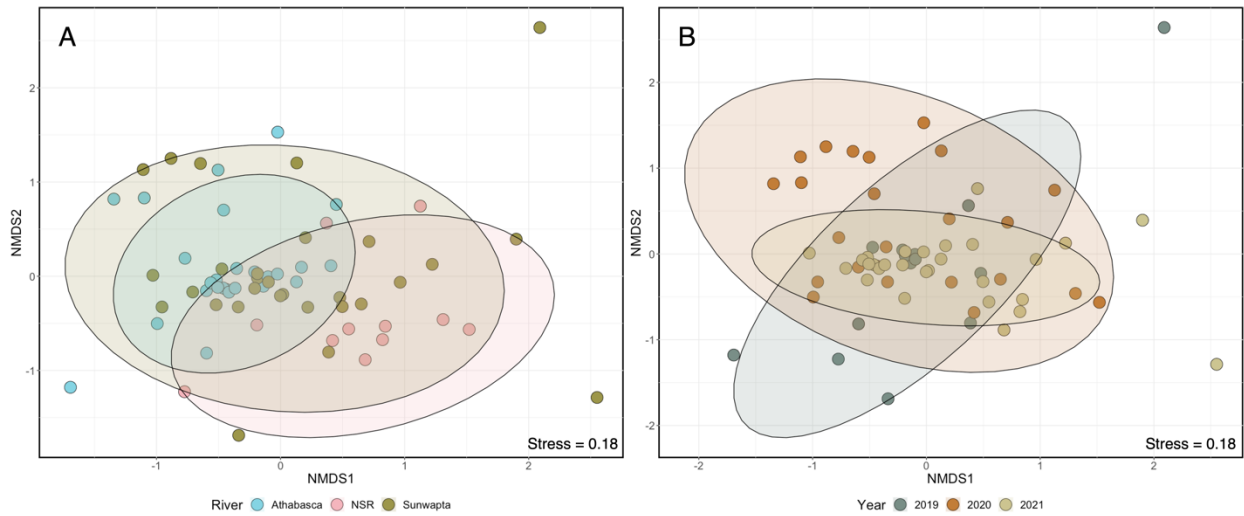 A
NMDS2
2
1
0
-1
-1
0
1
2
NMDS1
Stress = 0.18
River Athabasca NSR Sunwapta
B
NMDS2
2
1
0
-1
-2
-2
-1
0
1
2
NMDS1
Stress = 0.18
Year 2019 2020 2021